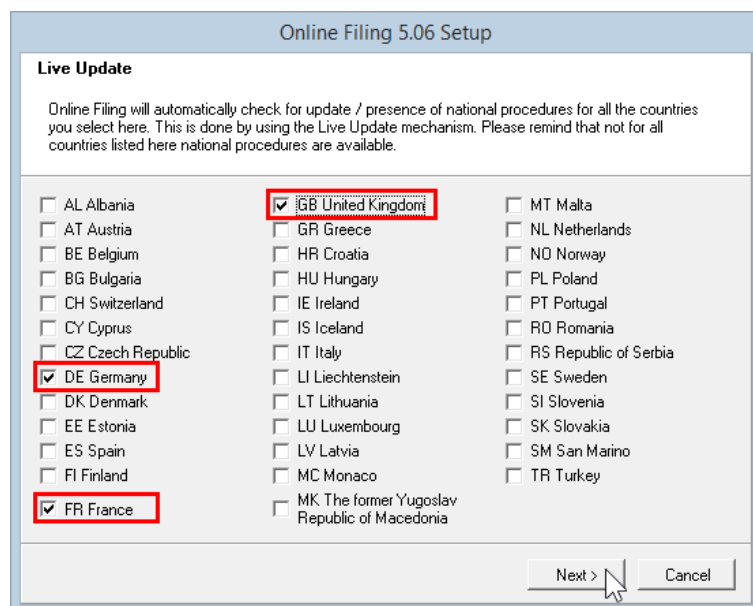 Online Filing 5.06 Setup
Live Update
Online Filing will automatically check for update / presence of national procedures for all the countries
you select here. This is done by using the Live Update mechanism. Please remind that not for all
countries listed here national procedures are available.
AL Albania
AT Austria
BE Belgium
BG Bulgaria
CH Switzerland
CY Cyprus
CZ Czech Republic
DE Germany
DK Denmark
EE Estonia
ES Spain
FI Finland
FR France
GB United Kingdom
GR Greece
HR Croatia
HU Hungary
IE Ireland
IS Iceland
IT Italy
LI Liechtenstein
LT Lithuania
LU Luxembourg
LV Latvia
MC Monaco
MK The former Yugoslav
Republic of Macedonia
MT Malta
NL Netherlands
NO Norway
PL Poland
PT Portugal
RO Romania
RS Republic of Serbia
SE Sweden
SI Slovenia
SK Slovakia
SM San Marino
TR Turkey
Next >
Cancel